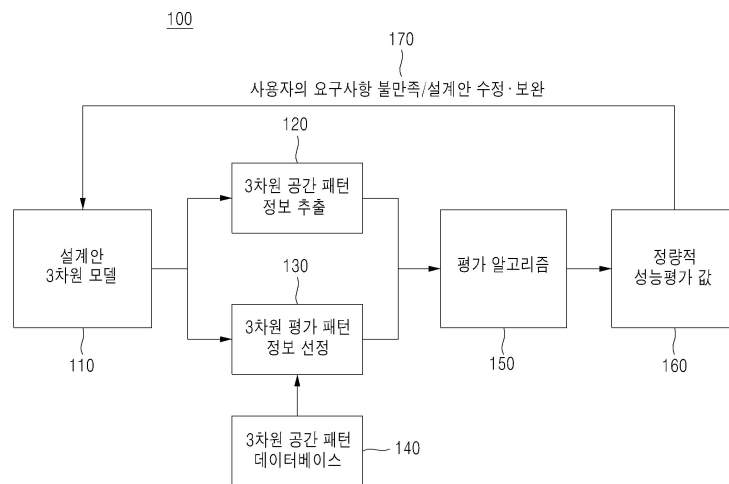 100
170
사용자의 요구사항 불만족/설계안 수정·보완
120
3차원 공간 패턴
정보 추출
설계안
3차원 모델
110
130
3차원 평가 패턴
정보 선정
평가 알고리즘
150
정량적
성능평가 값
160
3차원 공간 패턴
데이터베이스
140